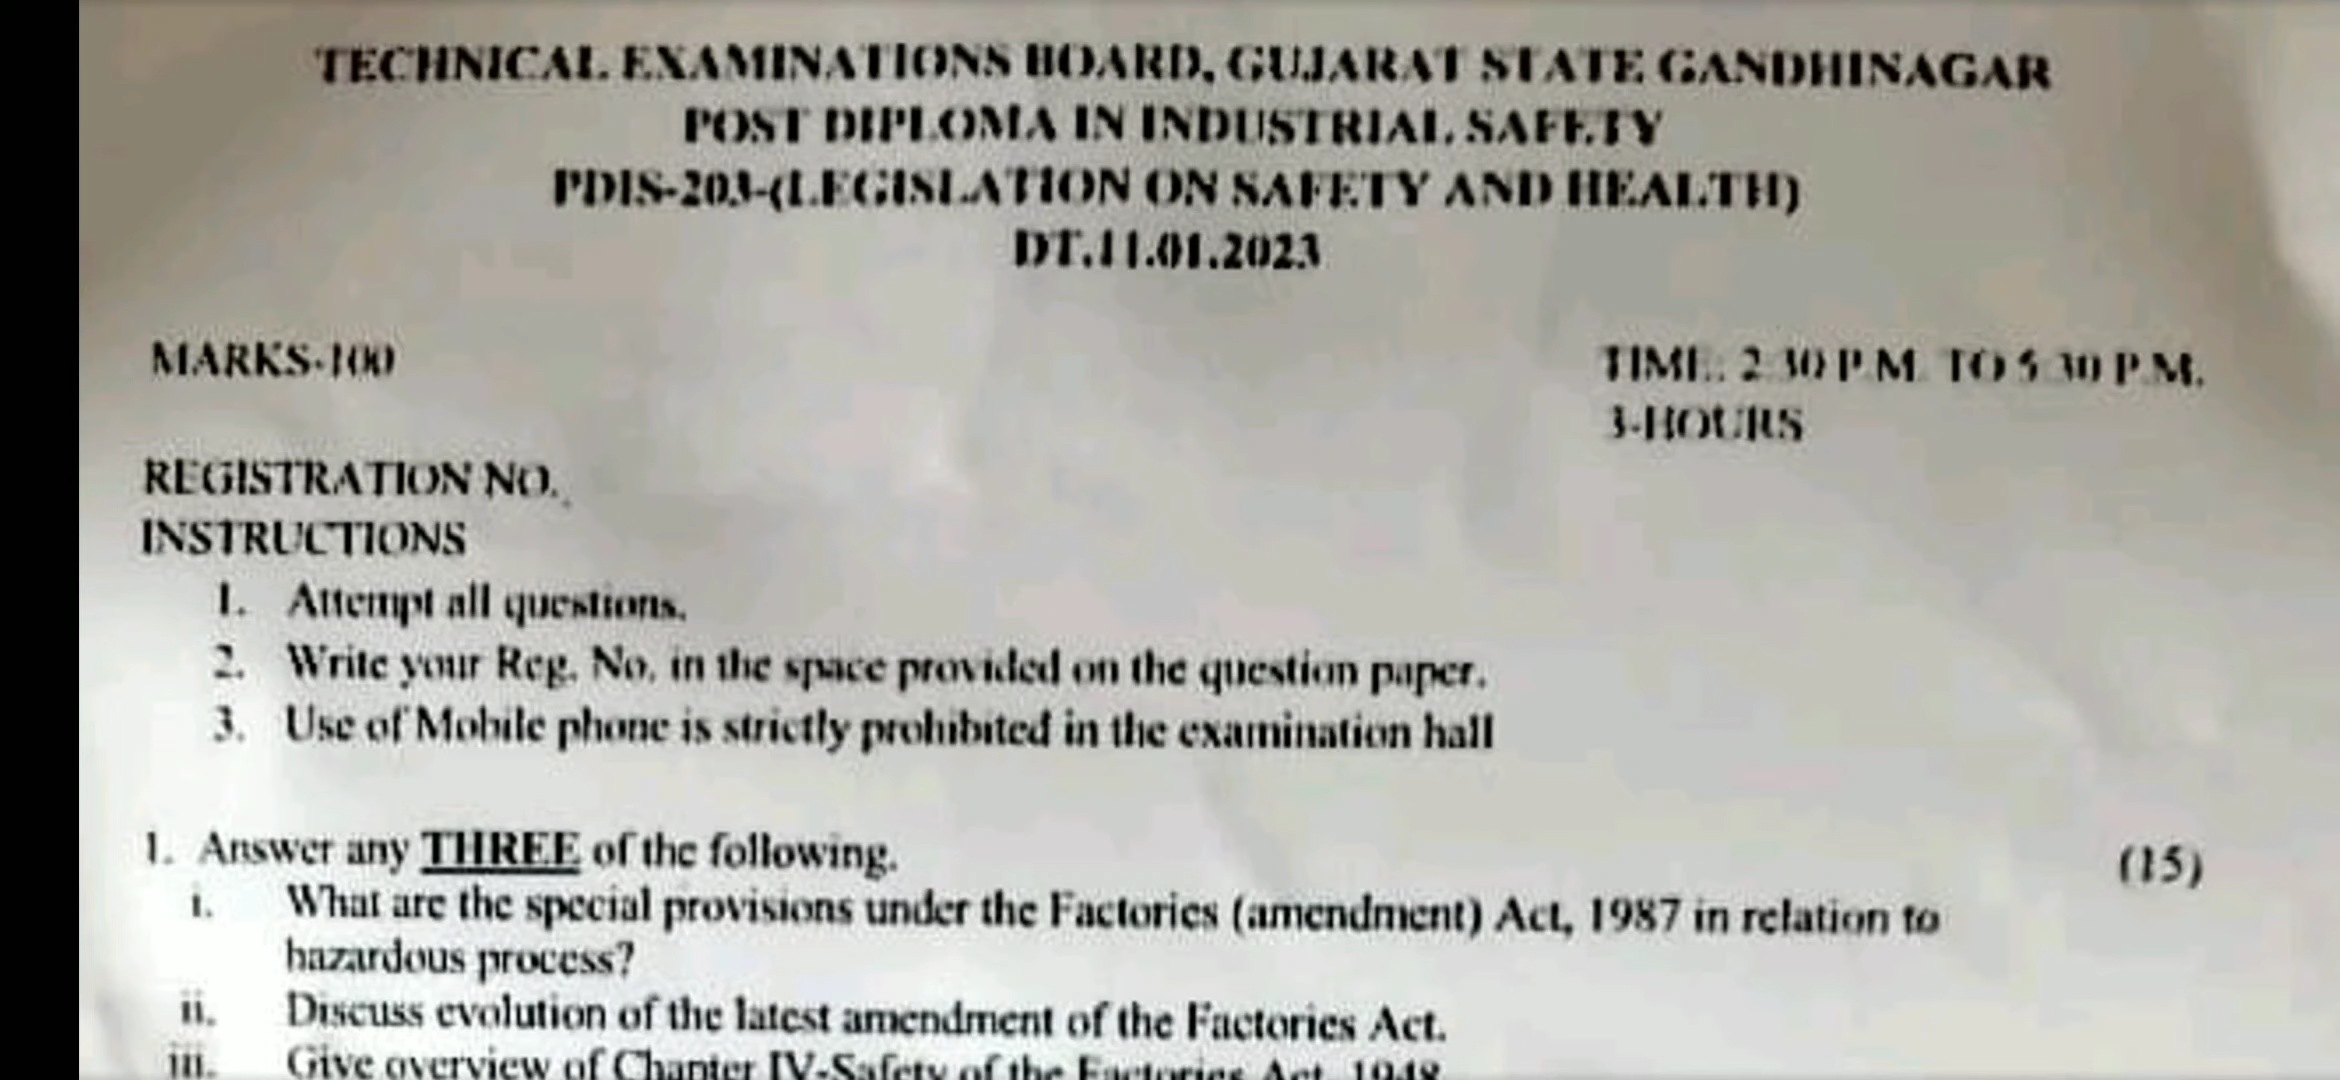 TECHNICAL EXAMINATIONS BOARD, GUJARAT STATE GANDHINAGAR
POST DIPLOMA IN INDUSTRIAL SAFETY
PDIS-203-(LEGISLATION ON SAFETY AND HEALTH)
DT.11.01.2023
MARKS-100
TIME: 2.30 P.M. TO 5.30 P.M.
3-HOURS
REGISTRATION NO.
INSTRUCTIONS
1. Attempt all questions.
2. Write your Reg. No. in the space provided on the question paper.
3. Use of Mobile phone is strictly prohibited in the examination hall
1. Answer any THREE of the following. (15)
i. What are the special provisions under the Factories (amendment) Act, 1987 in relation to
hazardous process?
ii. Discuss evolution of the latest amendment of the Factories Act.
iii. Give overview of Chapter IV-Safety of the Factories Act, 1948